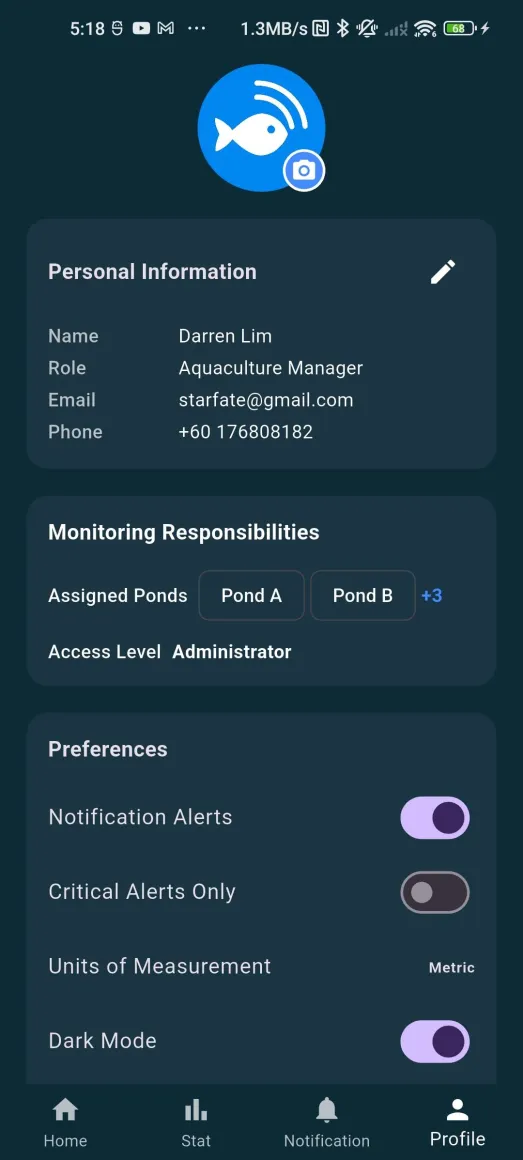 5:18 1.3MB/s 68
Personal Information
Name Darren Lim
Role Aquaculture Manager
Email starfate@gmail.com
Phone +60 176808182
Monitoring Responsibilities
Assigned Ponds Pond A Pond B +3
Access Level Administrator
Preferences
Notification Alerts
Critical Alerts Only
Units of Measurement Metric
Dark Mode
Home Stat Notification Profile